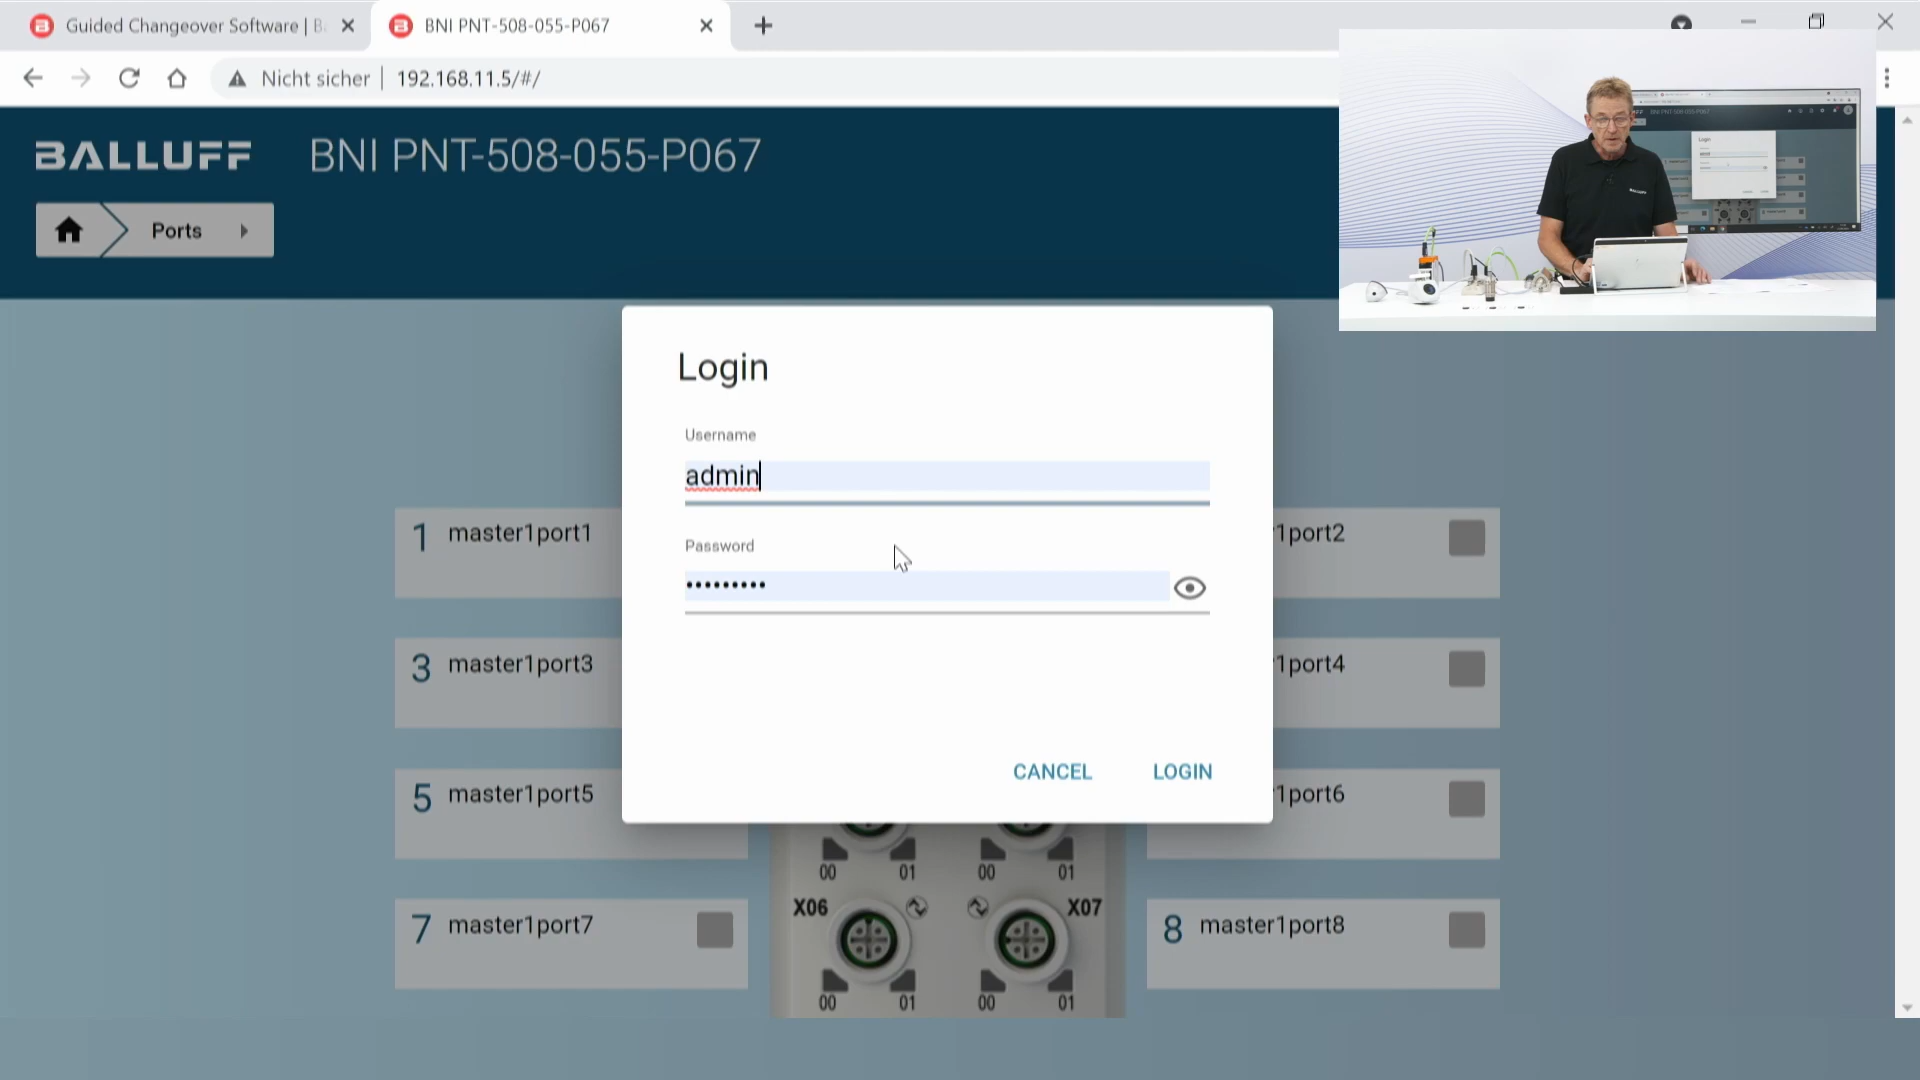 Guided Changeover Software | B
BNI PNT-508-055-P067
Nicht sicher
192.168.11.5/#/
BALLUFF
BNI PNT-508-055-P067
Ports
Login
Username
admin
Password
•••••••••
CANCEL
LOGIN
1 master1port1
1port2
3 master1port3
1port4
5 master1port5
1port6
00 01 00 01
X06
X07
7 master1port7
8 master1port8
00 01 00 01